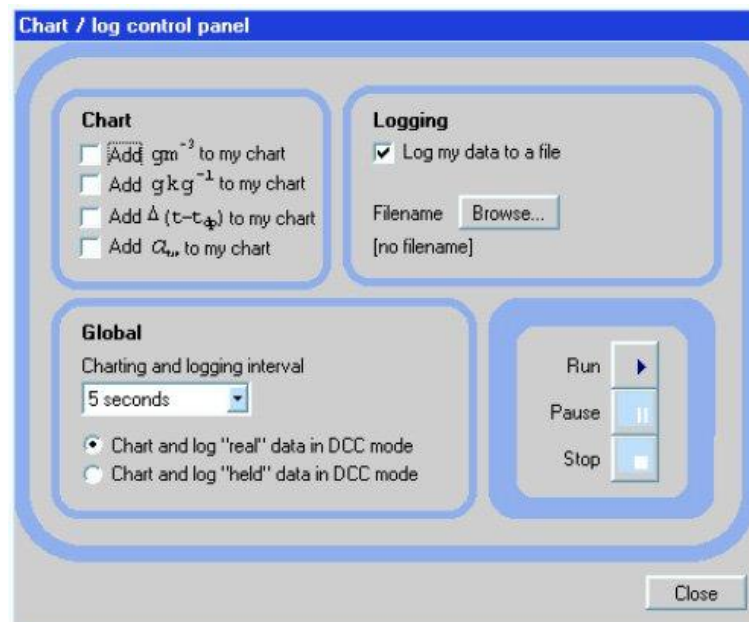 Chart / log control panel
Chart
Add gm⁻³ to my chart
Add gkg⁻¹ to my chart
Add Δ(t-t_ф) to my chart
Add a_w to my chart
Logging
Log my data to a file
Filename Browse...
[no filename]
Global
Charting and logging interval
5 seconds
Chart and log "real" data in DCC mode
Chart and log "held" data in DCC mode
Run
Pause
Stop
Close